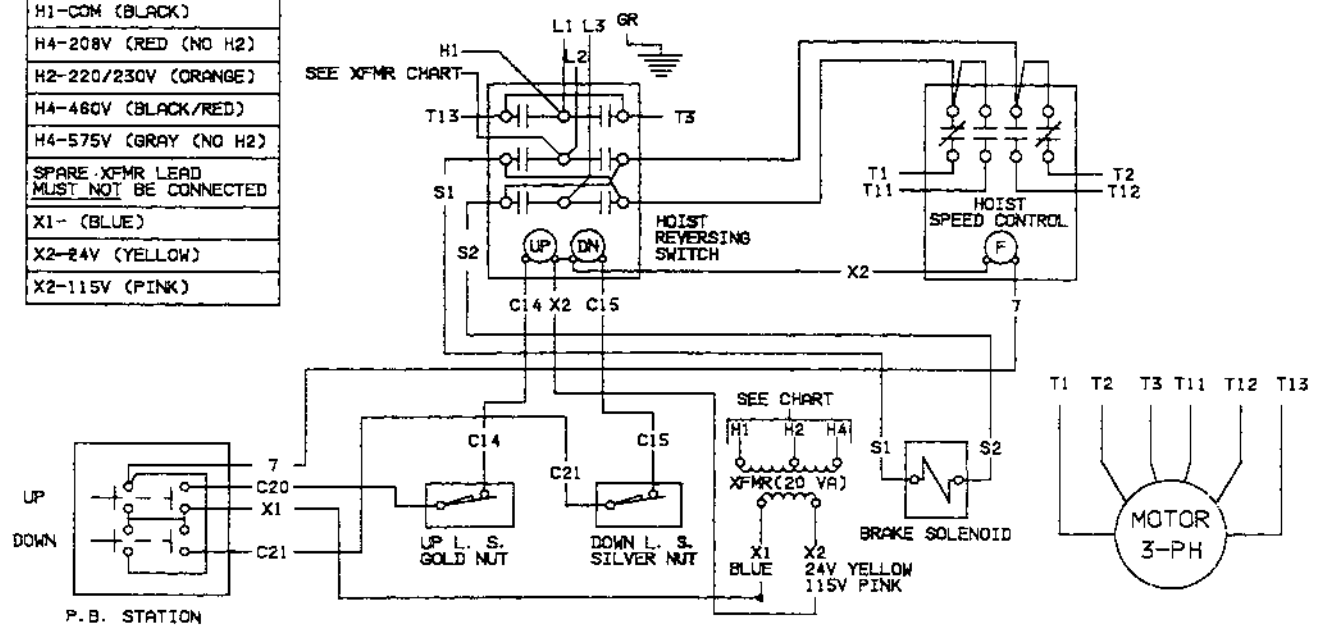 H1-COM (BLACK)
H4-208V (RED (NO H2)
H2-220/230V (ORANGE)
H4-460V (BLACK/RED)
H4-575V (GRAY (NO H2)
SPARE XFMR LEAD
MUST NOT BE CONNECTED
X1- (BLUE)
X2-24V (YELLOW)
X2-115V (PINK)
L1 L3 GR
H1
L2
SEE XFMR CHART
T13
T3
S1
S2
UP
DN
HOIST
REVERSING
SWITCH
T1
T11
T2
T12
HOIST
SPEED CONTROL
F
X2
7
C14 X2 C15
T1 T2 T3 T11 T12 T13
SEE CHART
H1 H2 H4
C14
C15
C21
S1
S2
XFMR(20 VA)
7
C20
X1
C21
UP
DOWN
UP L. S.
GOLD NUT
DOWN L. S.
SILVER NUT
BRAKE SOLENOID
MOTOR
3-PH
X1
BLUE
X2
24V YELLOW
115V PINK
P.B. STATION